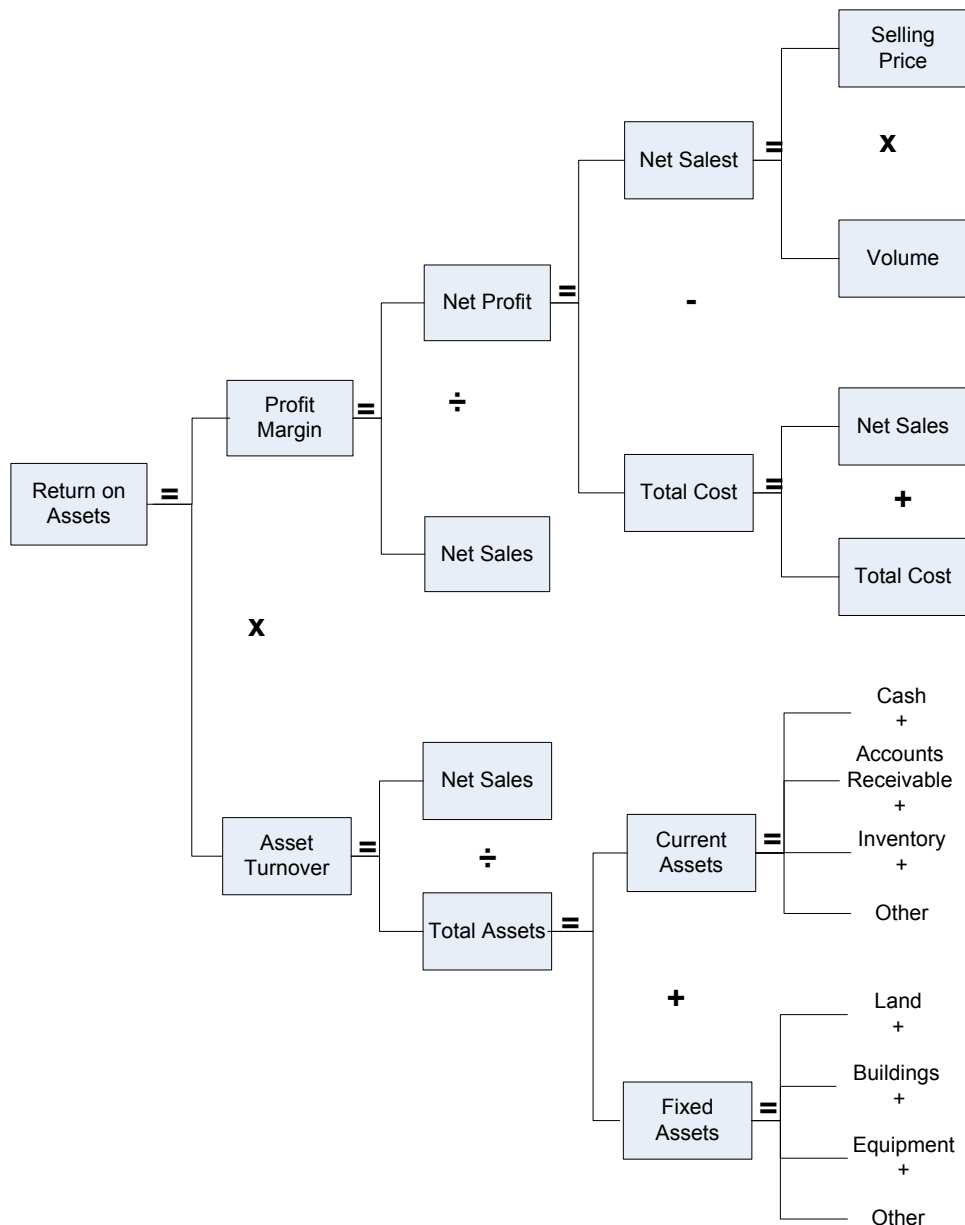 Selling
Price
=
x
Net Salest
Volume
=
Net Profit
-
=
Profit
Margin
÷
Net Sales
=
Return on
Assets
=
Total Cost
+
Net Sales
Total Cost
x
Cash
+
Net Sales
Accounts
Receivable
+
=
Asset
Turnover
÷
Current
Assets
=
Inventory
+
Total Assets
=
Other
+
Land
+
Buildings
+
Fixed
Assets
=
Equipment
+
Other